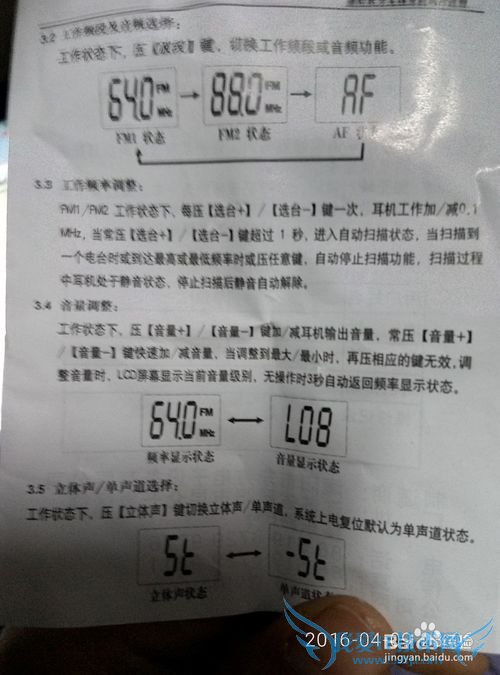 3.2 工作频段及音频选择:
工作状态下、压【波段】键, 切换工作频段或音频功能。
64.0 FM MHz → 88.0 FM MHz → AF
FM1 状态 FM2 状态 AF 状态
3.3 工作频率调整:
FM1/FM2 工作状态下、每压【选台+】/【选台-】键一次, 耳机工作加/减0.1
MHz, 当常压【选台+】/【选台-】键超过 1 秒, 进入自动扫描状态, 当扫描到
一个电台时或到达最高或最低频率时或压任意键, 自动停止扫描功能, 扫描过程
中耳机处于静音状态, 停止扫描后静音自动解除。
3.4 音量调整:
工作状态下、压【音量+】/【音量-】键加/减耳机输出音量, 常压【音量+】
/【音量-】键快速加/减音量, 当调整到最大/最小时、再压相应的键无效, 调
整音量时、LCD屏幕显示当前音量级别, 无操作时3秒自动返回频率显示状态。
64.0 FM MHz ↔ L08
频率显示状态 音量显示状态
3.5 立体声/单声道选择:
工作状态下、压【立体声】键切换立体声/单声道, 系统上电复位默认为单声道状态。
St ↔ -St
立体声状态 单声道状态
2016-04-09
Baidu经验
jingyan.baidu.com